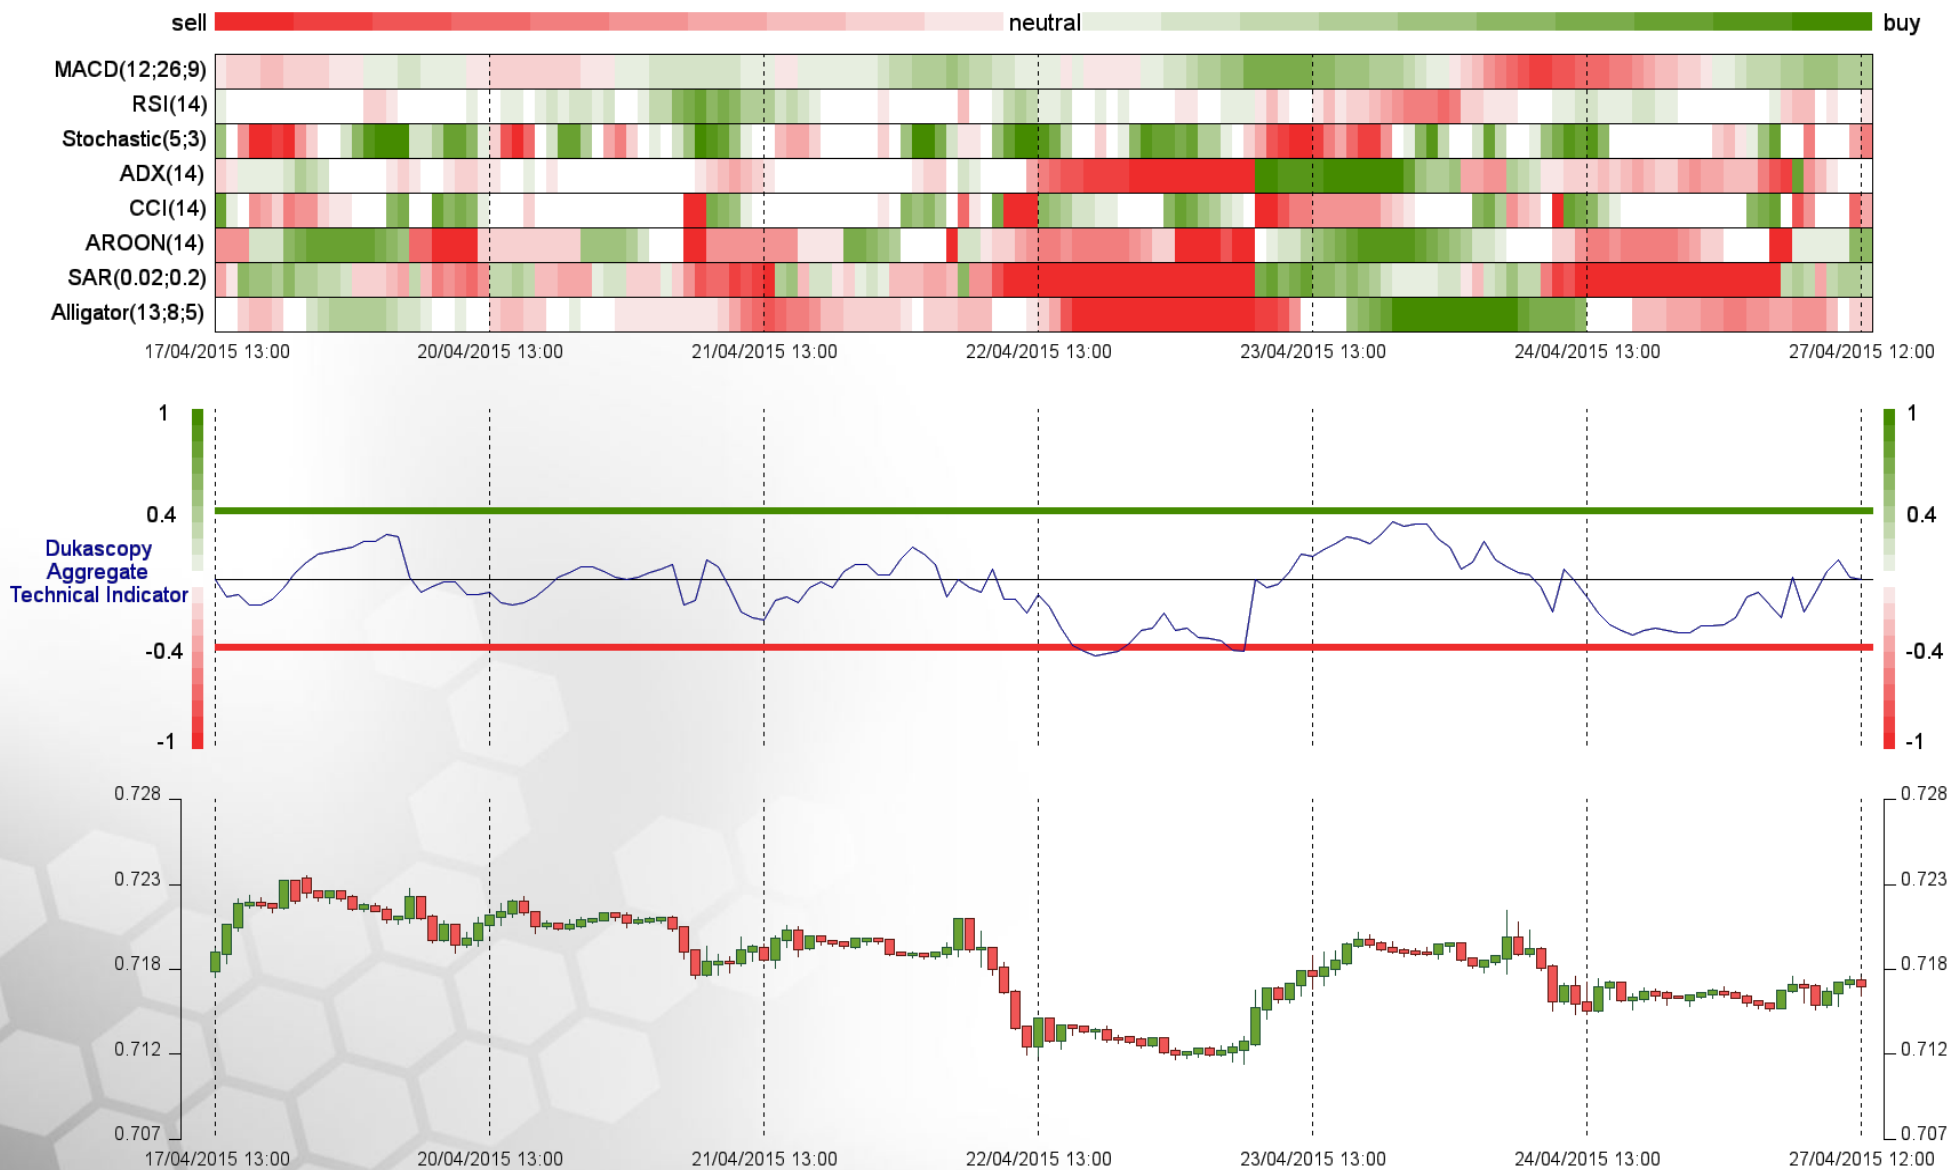 sell neutral buy
MACD(12;26;9)
RSI(14)
Stochastic(5;3)
ADX(14)
CCI(14)
AROON(14)
SAR(0.02;0.2)
Alligator(13;8;5)
17/04/2015 13:00 20/04/2015 13:00 21/04/2015 13:00 22/04/2015 13:00 23/04/2015 13:00 24/04/2015 13:00 27/04/2015 12:00
1 1
0.4 0.4
Dukascopy
Aggregate
Technical Indicator
-0.4 -0.4
-1 -1
0.728 0.728
0.723 0.723
0.718 0.718
0.712 0.712
0.707 0.707
17/04/2015 13:00 20/04/2015 13:00 21/04/2015 13:00 22/04/2015 13:00 23/04/2015 13:00 24/04/2015 13:00 27/04/2015 12:00